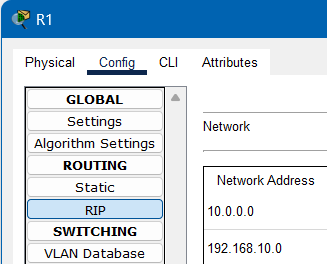 R1
Physical Config CLI Attributes
GLOBAL
Settings
Algorithm Settings
ROUTING
Static
RIP
SWITCHING
VLAN Database
Network
Network Address
10.0.0.0
192.168.10.0